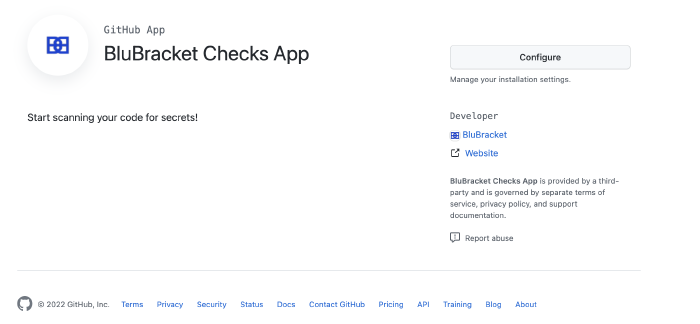 GitHub App
BluBracket Checks App
Configure
Manage your installation settings.
Start scanning your code for secrets!
Developer
BluBracket
Website
BluBracket Checks App is provided by a third-
party and is governed by separate terms of
service, privacy policy, and support
documentation.
Report abuse
© 2022 GitHub, Inc. Terms Privacy Security Status Docs Contact GitHub Pricing API Training Blog About